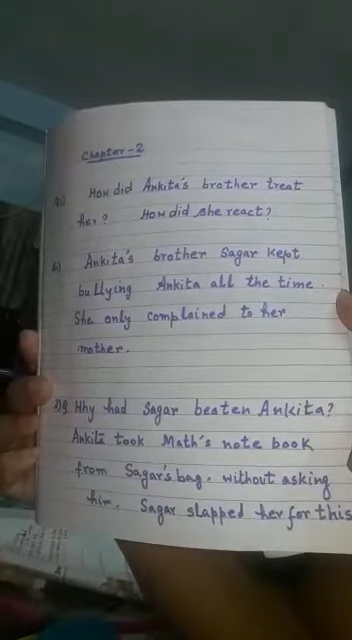 Chapter-2
Q.) How did Ankita's brother treat
her? How did she react?
A) Ankita's brother Sagar kept
bullying Ankita all the time.
She only complained to her
mother.
Why had Sagar beaten Ankita?
Ankita took Math's note book
from Sagar's bag. without asking
him. Sagar slapped her for this